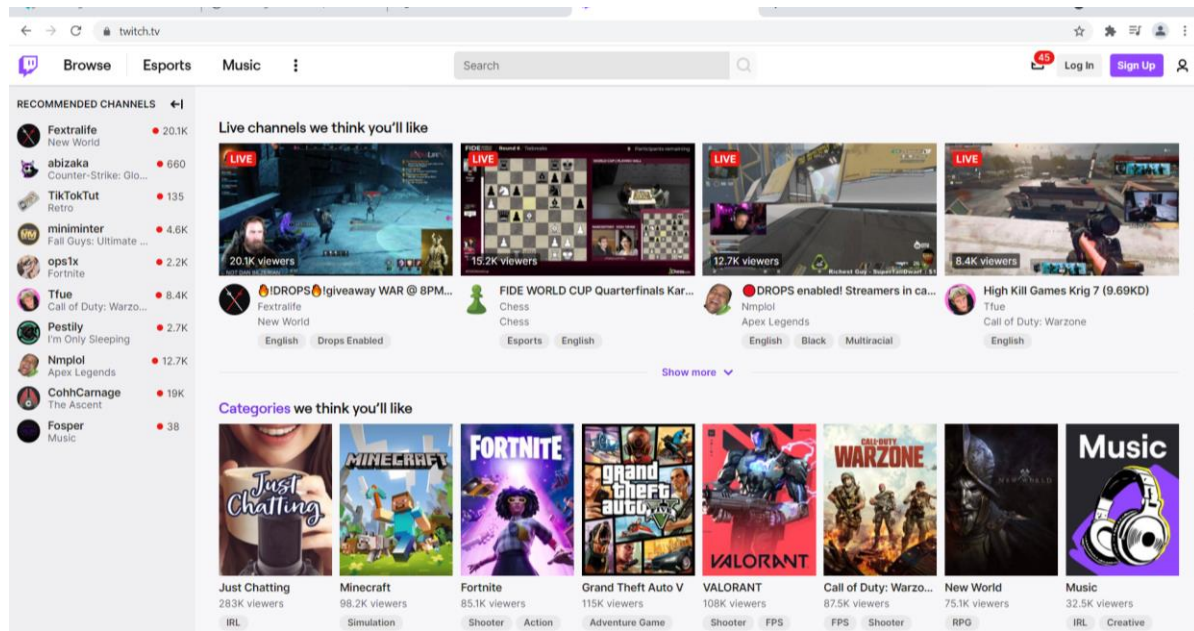 twitch.tv
Browse
Esports
Music
Search
45
Log In
Sign Up
RECOMMENDED CHANNELS
Fextralife
20.1K
New World
abizaka
660
Counter-Strike: Glo...
TikTokTut
135
Retro
miniminter
4.6K
Fall Guys: Ultimate ...
ops1x
2.2K
Fortnite
Tfue
8.4K
Call of Duty: Warzo...
Pestily
2.7K
I'm Only Sleeping
Nmplol
12.7K
Apex Legends
CohhCarnage
19K
The Ascent
Fosper
38
Music
Live channels we think you'll like
LIVE
20.1K viewers
🔥!DROPS🔥!giveaway WAR @ 8PM...
Fextralife
New World
English
Drops Enabled
FIDE
Round 6
LIVE
15.2K viewers
FIDE WORLD CUP Quarterfinals Kar...
Chess
Chess
Esports
English
LIVE
12.7K viewers
🔴DROPS enabled! Streamers in ca...
Nmplol
Apex Legends
English
Black
Multiracial
LIVE
8.4K viewers
High Kill Games Krig 7 (9.69KD)
Tfue
Call of Duty: Warzone
English
Show more
Categories we think you'll like
Just Chatting
Just Chatting
283K viewers
IRL
MINECRAFT
Minecraft
98.2K viewers
Simulation
FORTNITE
Fortnite
85.1K viewers
Shooter
Action
grand theft auto V
Grand Theft Auto V
115K viewers
Adventure Game
VALORANT
VALORANT
108K viewers
Shooter
FPS
CALL OF DUTY
WARZONE
Call of Duty: Warzo...
87.5K viewers
FPS
Shooter
NEW WORLD
New World
75.1K viewers
RPG
Music
Music
32.5K viewers
IRL
Creative